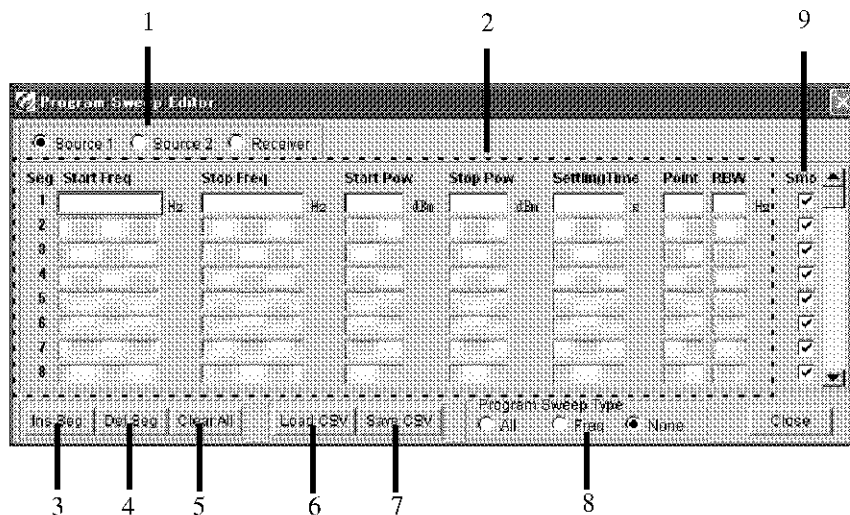 1 2 9
Program Sweep Editor
Source 1 Source 2 Receiver
Seg Start Freq Stop Freq Start Pow Stop Pow SettlingTime Point RBW Smo
1 Hz Hz dBm dBm s Hz
2
3
4
5
6
7
8
Program Sweep Type
Ins Seg Del Seg Clear All Load CSV Save CSV All Freq None Close
3 4 5 6 7 8